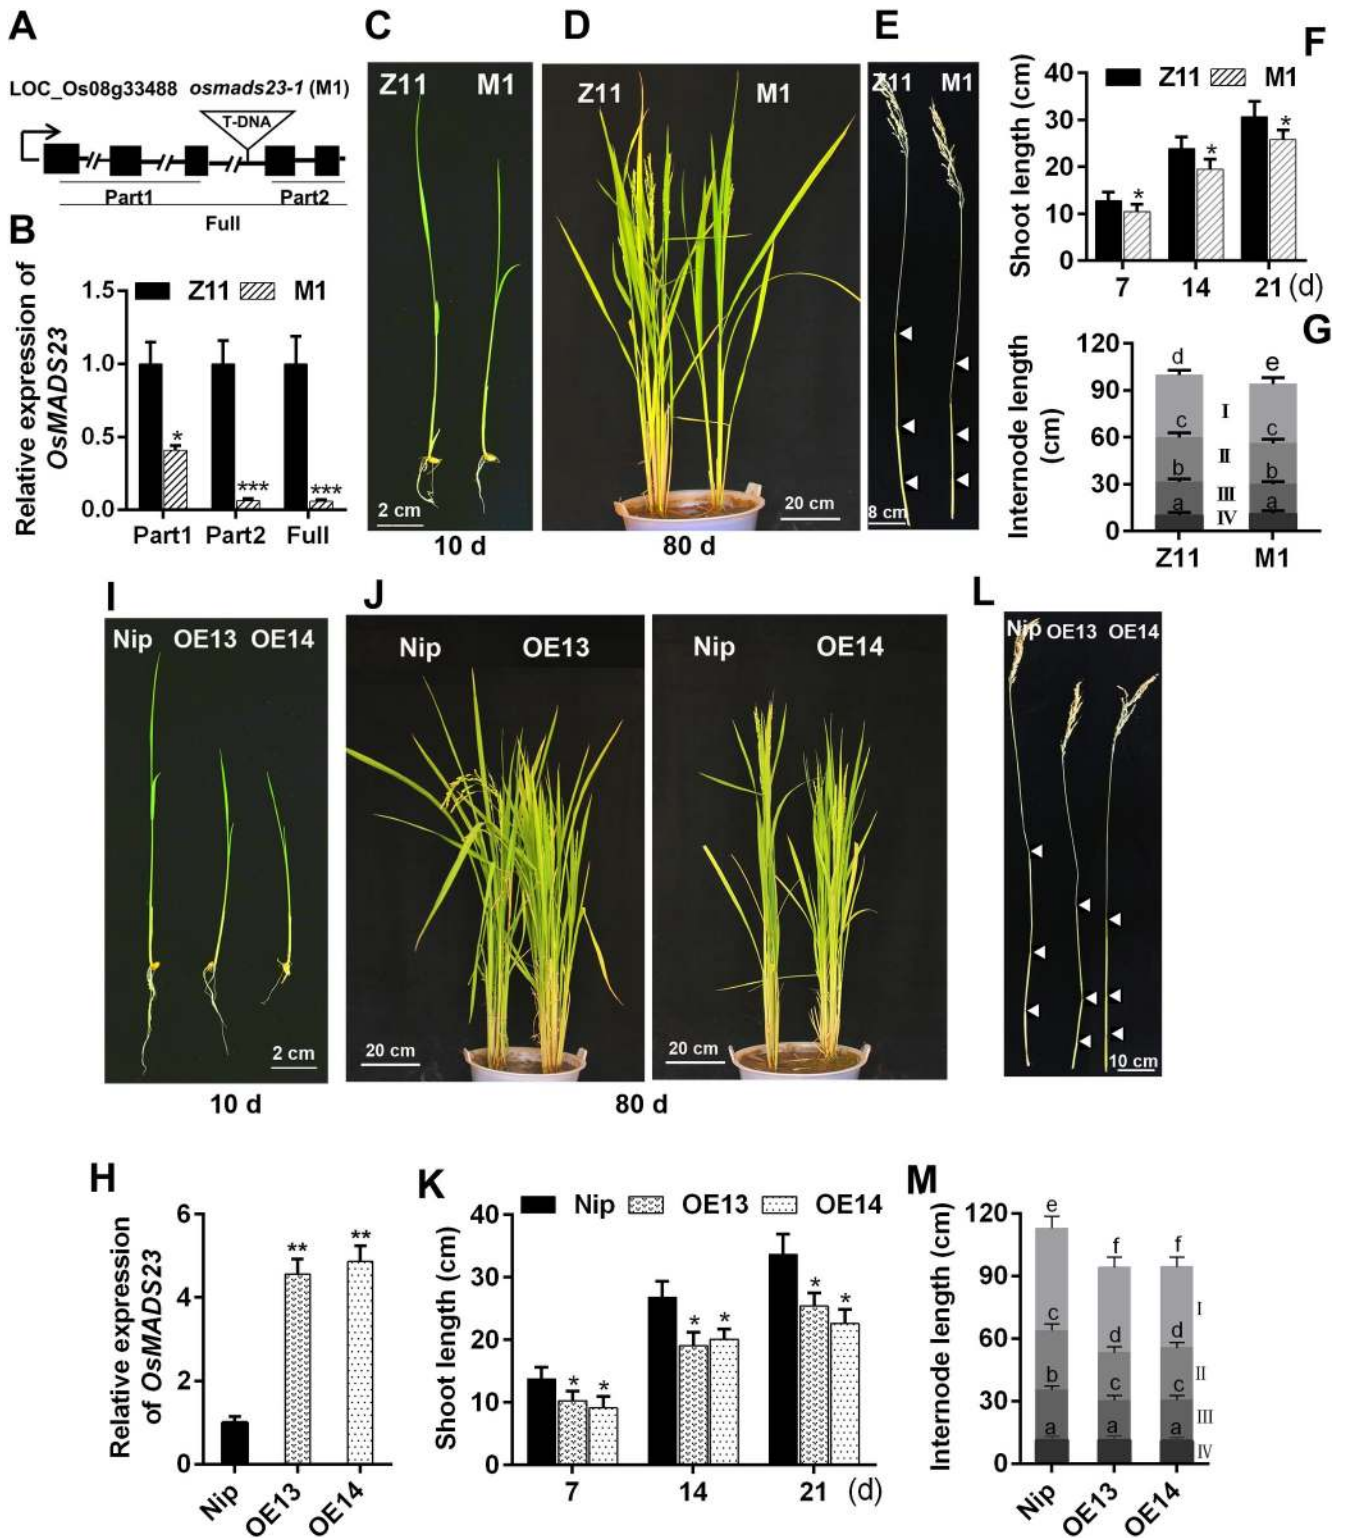 A
LOC_Os08g33488 osmads23-1 (M1)
T-DNA
Part1 Part2
Full
B
Relative expression of
OsMADS23
Z11 M1
1.5
1.0
0.5
0.0
*
***
***
Part1 Part2 Full
C
Z11 M1
2 cm
10 d
D
Z11 M1
20 cm
80 d
E
Z11 M1
8 cm
F
Shoot length (cm)
Z11 M1
40
30
20
10
0
*
*
*
7 14 21 (d)
G
Internode length
(cm)
120
90
60
30
0
d e
c c
b b
a a
I
II
III
IV
Z11 M1
I
Nip OE13 OE14
2 cm
10 d
J
Nip OE13
20 cm
Nip OE14
20 cm
80 d
L
Nip OE13 OE14
10 cm
H
Relative expression
of OsMADS23
6
4
2
0
** **
Nip OE13 OE14
K
Nip OE13 OE14
Shoot length (cm)
40
30
20
10
0
* *
* *
* *
7 14 21 (d)
M
Internode length (cm)
120
90
60
30
0
e f f
c d d
b c c
a a a
I
II
III
IV
Nip OE13 OE14